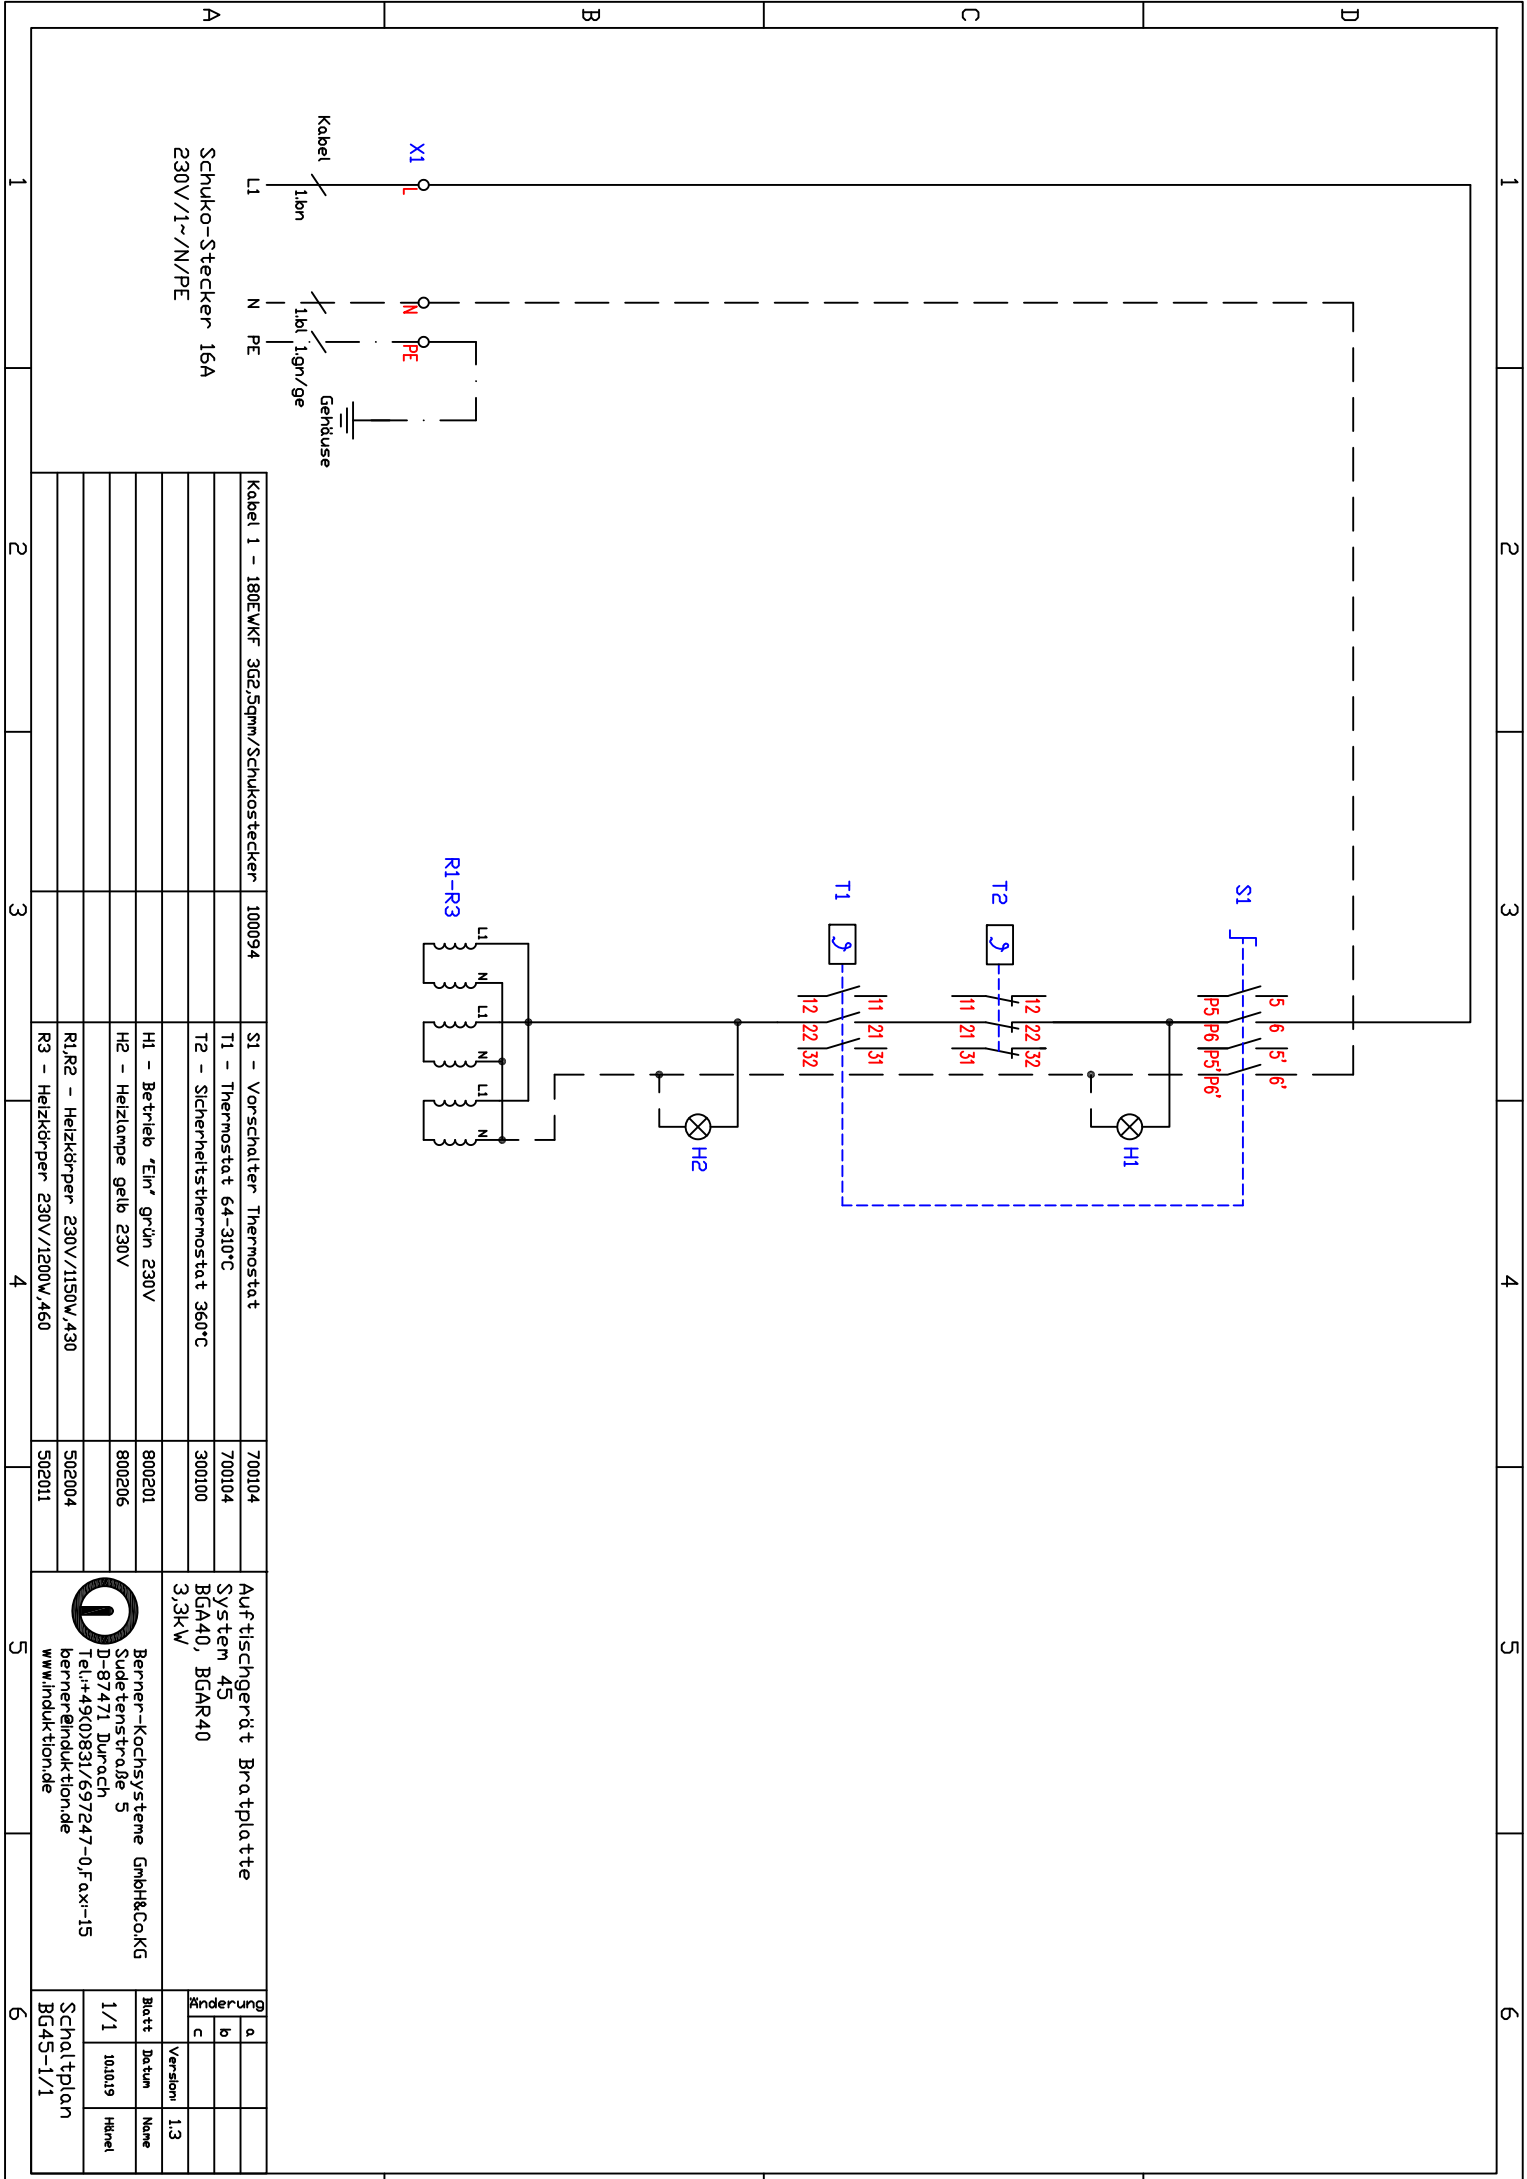 1
2
3
4
5
6
D
C
B
A
S1
5
6
5'
6'
P5
P6
P5'
P6'
H1
T2
12
22
32
11
21
31
T1
11
21
31
12
22
32
H2
R1-R3
L1
N
L1
N
L1
N
X1
L
N
PE
Kabel
1.bn
1.bl
1.gn/ge
Gehäuse
L1
N
PE
Schuko-Stecker 16A
230V/1~/N/PE
Kabel 1 - 180EWKF 3G2,5qmm/Schukostecker 100094
S1 - Vorschalter Thermostat 700104
T1 - Thermostat 64-310°C 700104
T2 - Sicherheitsthermostat 360°C 300100
H1 - Betrieb "Ein" grün 230V 800201
H2 - Heizlampe gelb 230V 800206
R1,R2 - Heizkörper 230V/1150W,430 502004
R3 - Heizkörper 230V/1200W,460 502011
Auftischgerät Bratplatte
System 45
BGA40, BGAR40
3,3kW
Berner-Kochsysteme GmbH&Co.KG
Sudetenstraße 5
D-87471 Durach
Tel.:+49(0)831/697247-0,Fax:-15
berner@induktion.de
www.induktion.de
Änderung
a
b
c
Version: 1.3
Blatt Datum Name
1/1 10.10.19 Hänel
Schaltplan
BG45-1/1
1
2
3
4
5
6